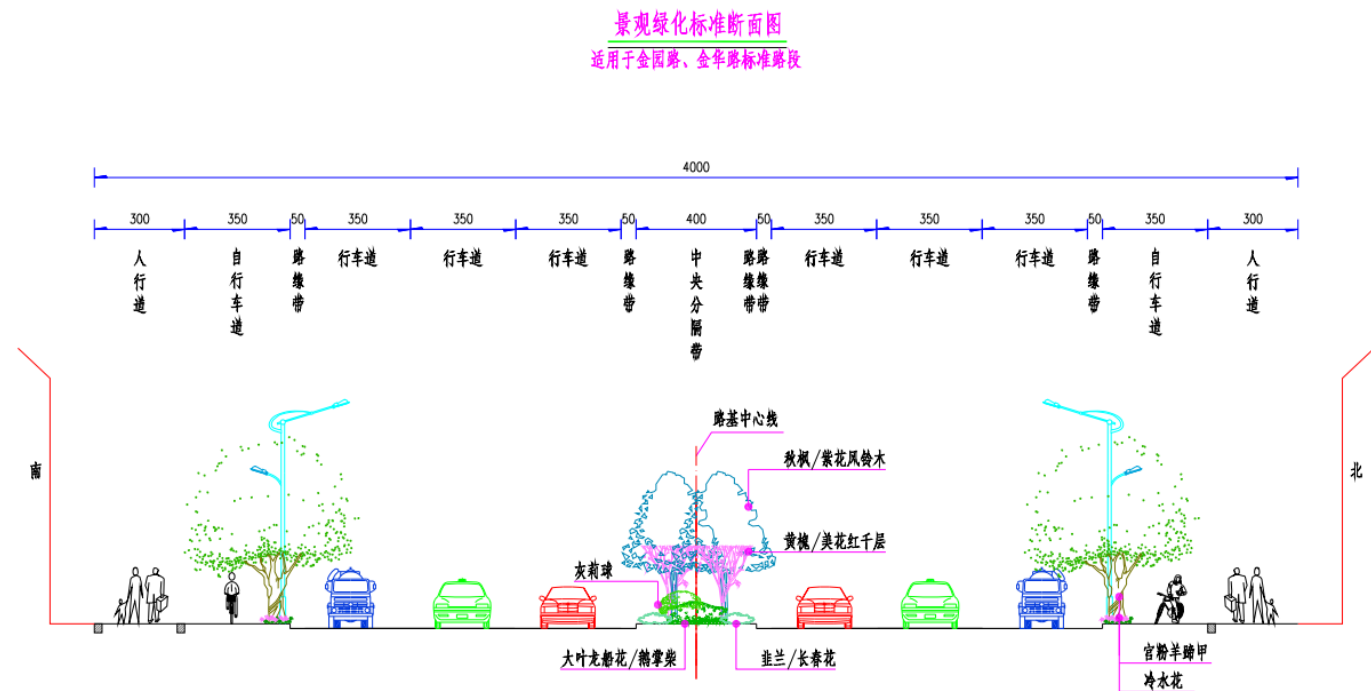 景观绿化标准断面图
适用于金园路、金华路标准路段
4000
300 350 50 350 350 350 50 400 50 350 350 350 50 350 300
人行道 自行车道 路缘带 行车道 行车道 行车道 路缘带 中央分隔带 路缘带 路缘带 行车道 行车道 行车道 路缘带 自行车道 人行道
路基中心线
南
秋枫/紫花风铃木
北
黄槐/美花红千层
灰莉球
大叶龙船花/鹅掌柴
韭兰/长春花
宫粉羊蹄甲
冷水花